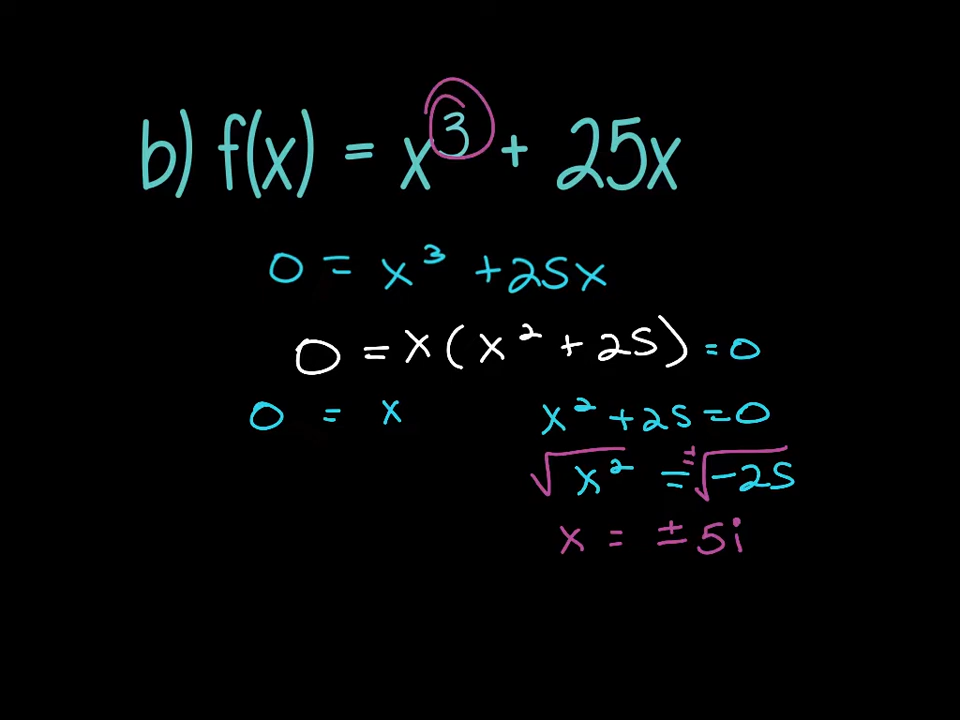 b) f(x) = x³ + 25x
0 = x³ + 25x
0 = x(x² + 25) = 0
0 = x x² + 25 = 0
√x² = ±√-25
x = ±5i